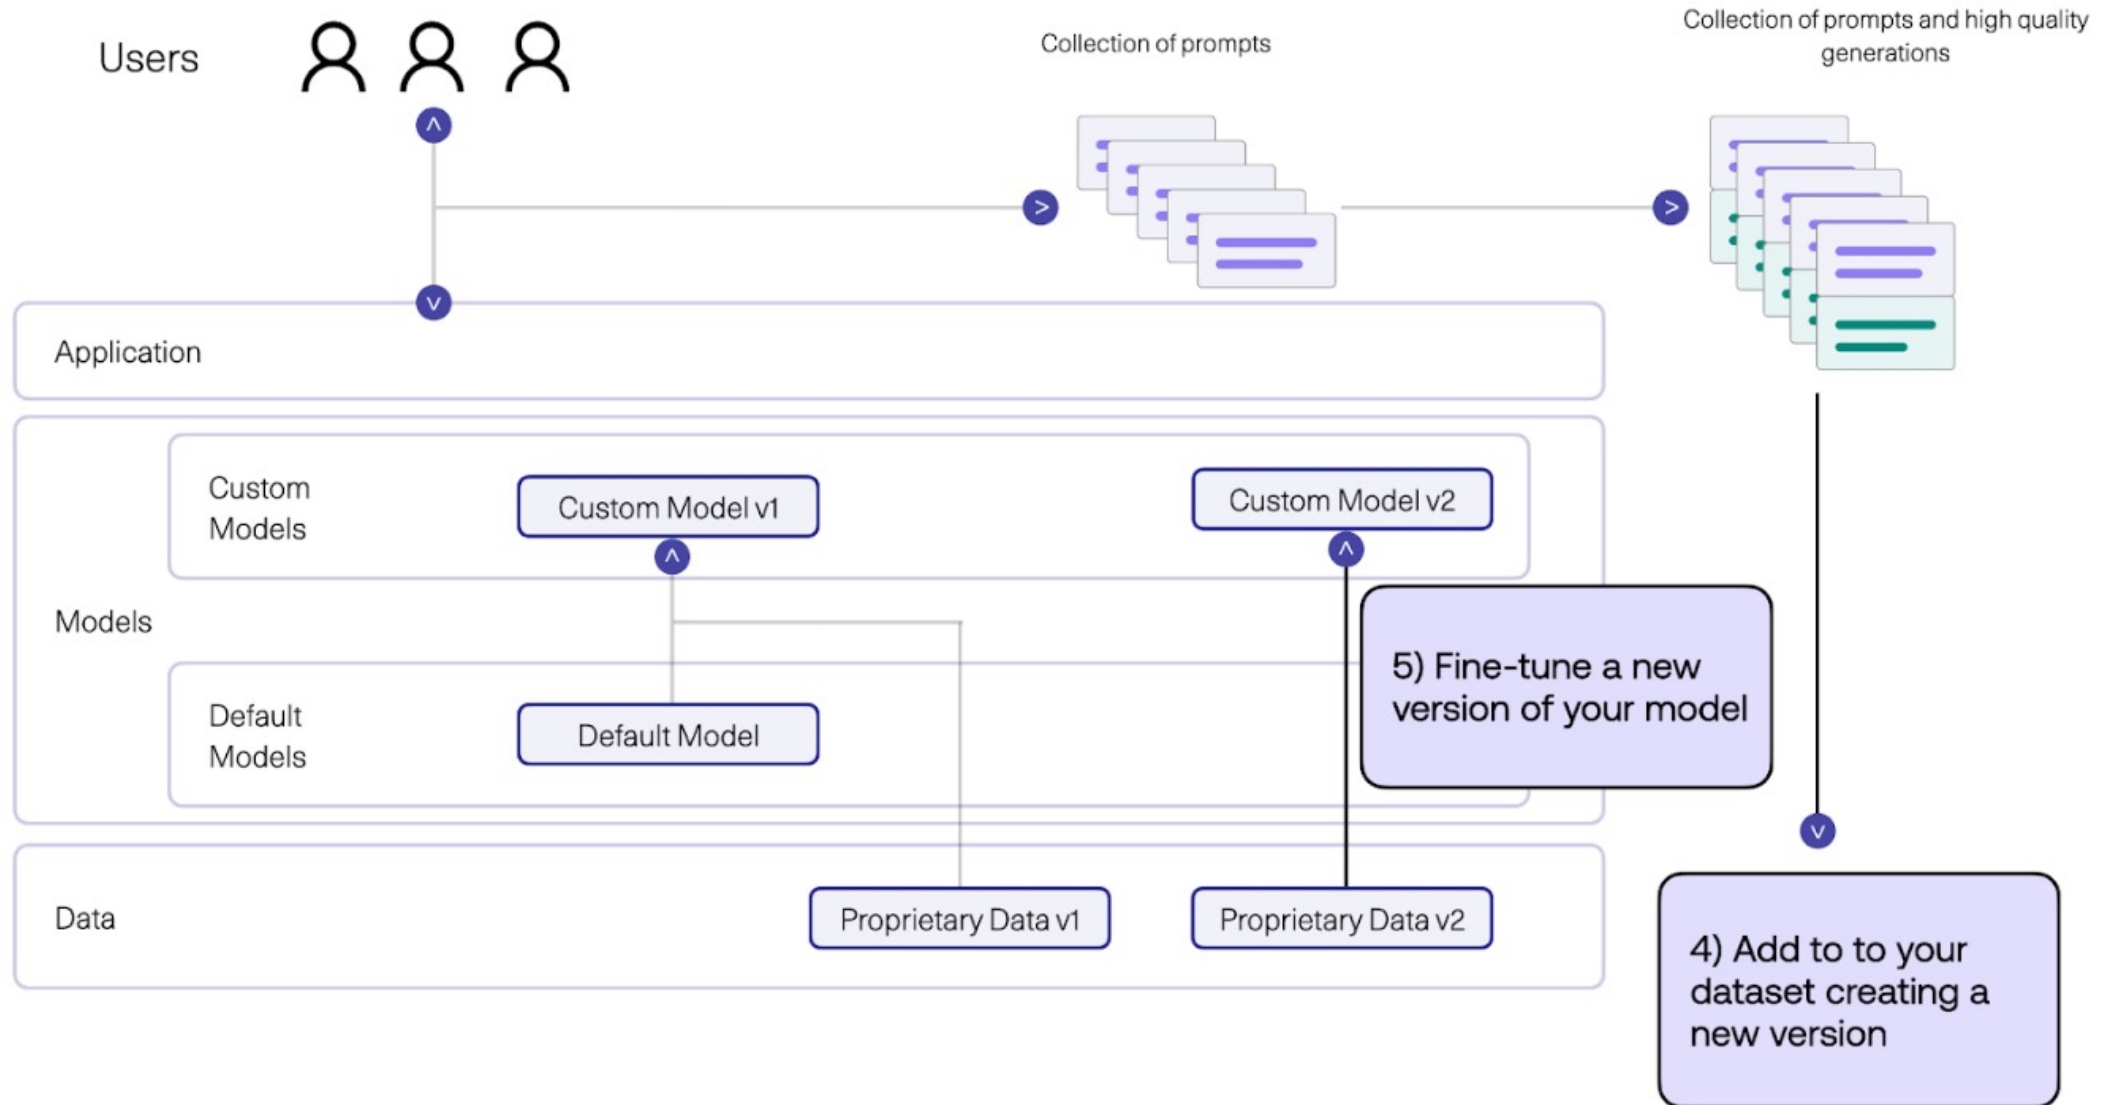 Users
Collection of prompts
Collection of prompts and high quality
generations
Application
Custom
Models
Custom Model v1
Custom Model v2
Models
5) Fine-tune a new
version of your model
Default
Models
Default Model
Data
Proprietary Data v1
Proprietary Data v2
4) Add to to your
dataset creating a
new version